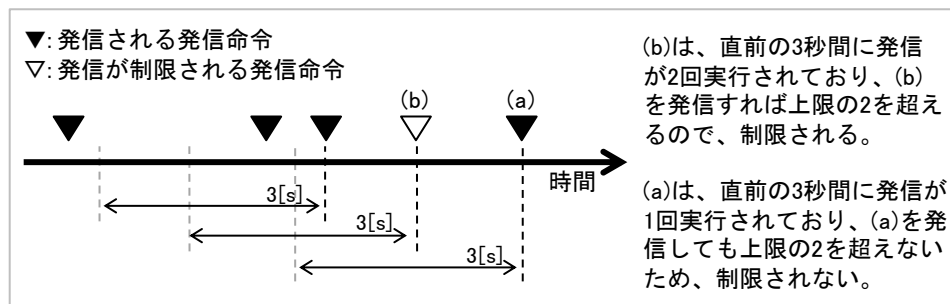 ▼: 発信される発信命令
▽: 発信が制限される発信命令
(b)
(a)
時間
3[s]
3[s]
3[s]
(b)は、直前の3秒間に発信
が2回実行されており、(b)
を発信すれば上限の2を超え
るので、制限される。
(a)は、直前の3秒間に発信が
1回実行されており、(a)を発
信しても上限の2を超えない
ため、制限されない。